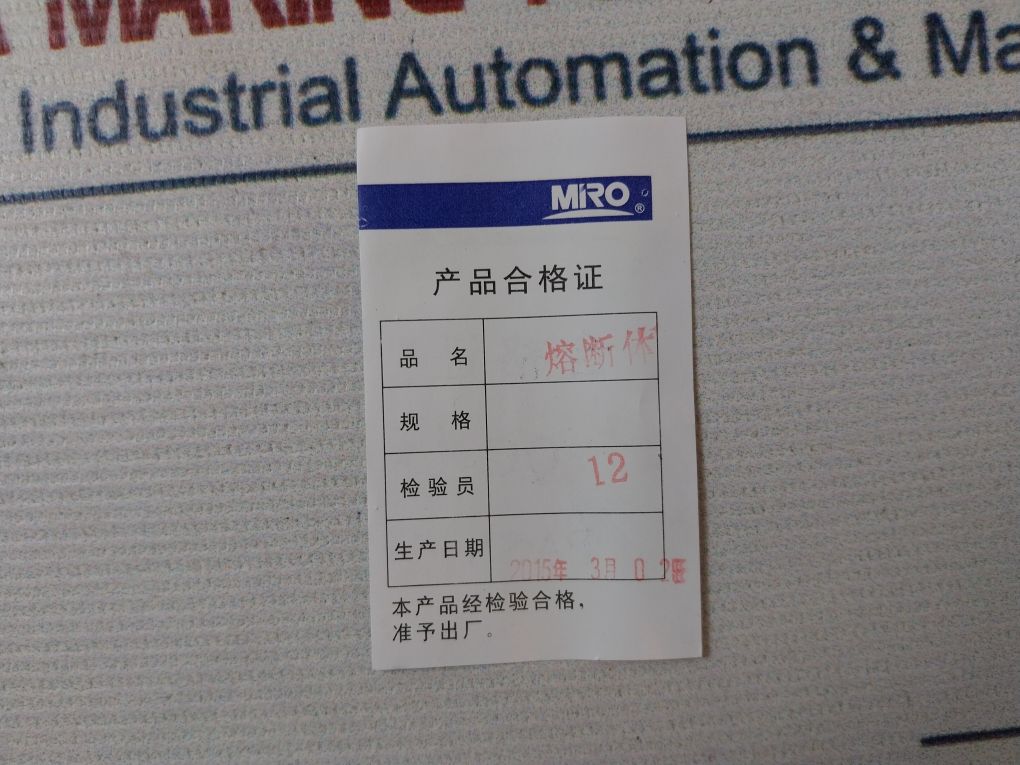 MAKING
Industrial Automation & Ma
MiRO ®
产品合格证
品 名 熔断体
规 格
检验员 12
生产日期 2015年 3月 0 2
本产品经检验合格，
准予出厂。